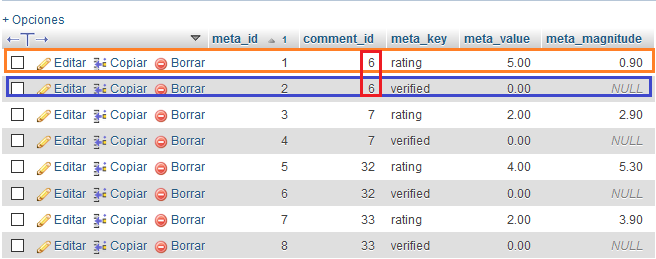 + Opciones
meta_id 1 comment_id meta_key meta_value meta_magnitude
Editar Copiar Borrar 1 6 rating 5.00 0.90
Editar Copiar Borrar 2 6 verified 0.00 NULL
Editar Copiar Borrar 3 7 rating 2.00 2.90
Editar Copiar Borrar 4 7 verified 0.00 NULL
Editar Copiar Borrar 5 32 rating 4.00 5.30
Editar Copiar Borrar 6 32 verified 0.00 NULL
Editar Copiar Borrar 7 33 rating 2.00 3.90
Editar Copiar Borrar 8 33 verified 0.00 NULL